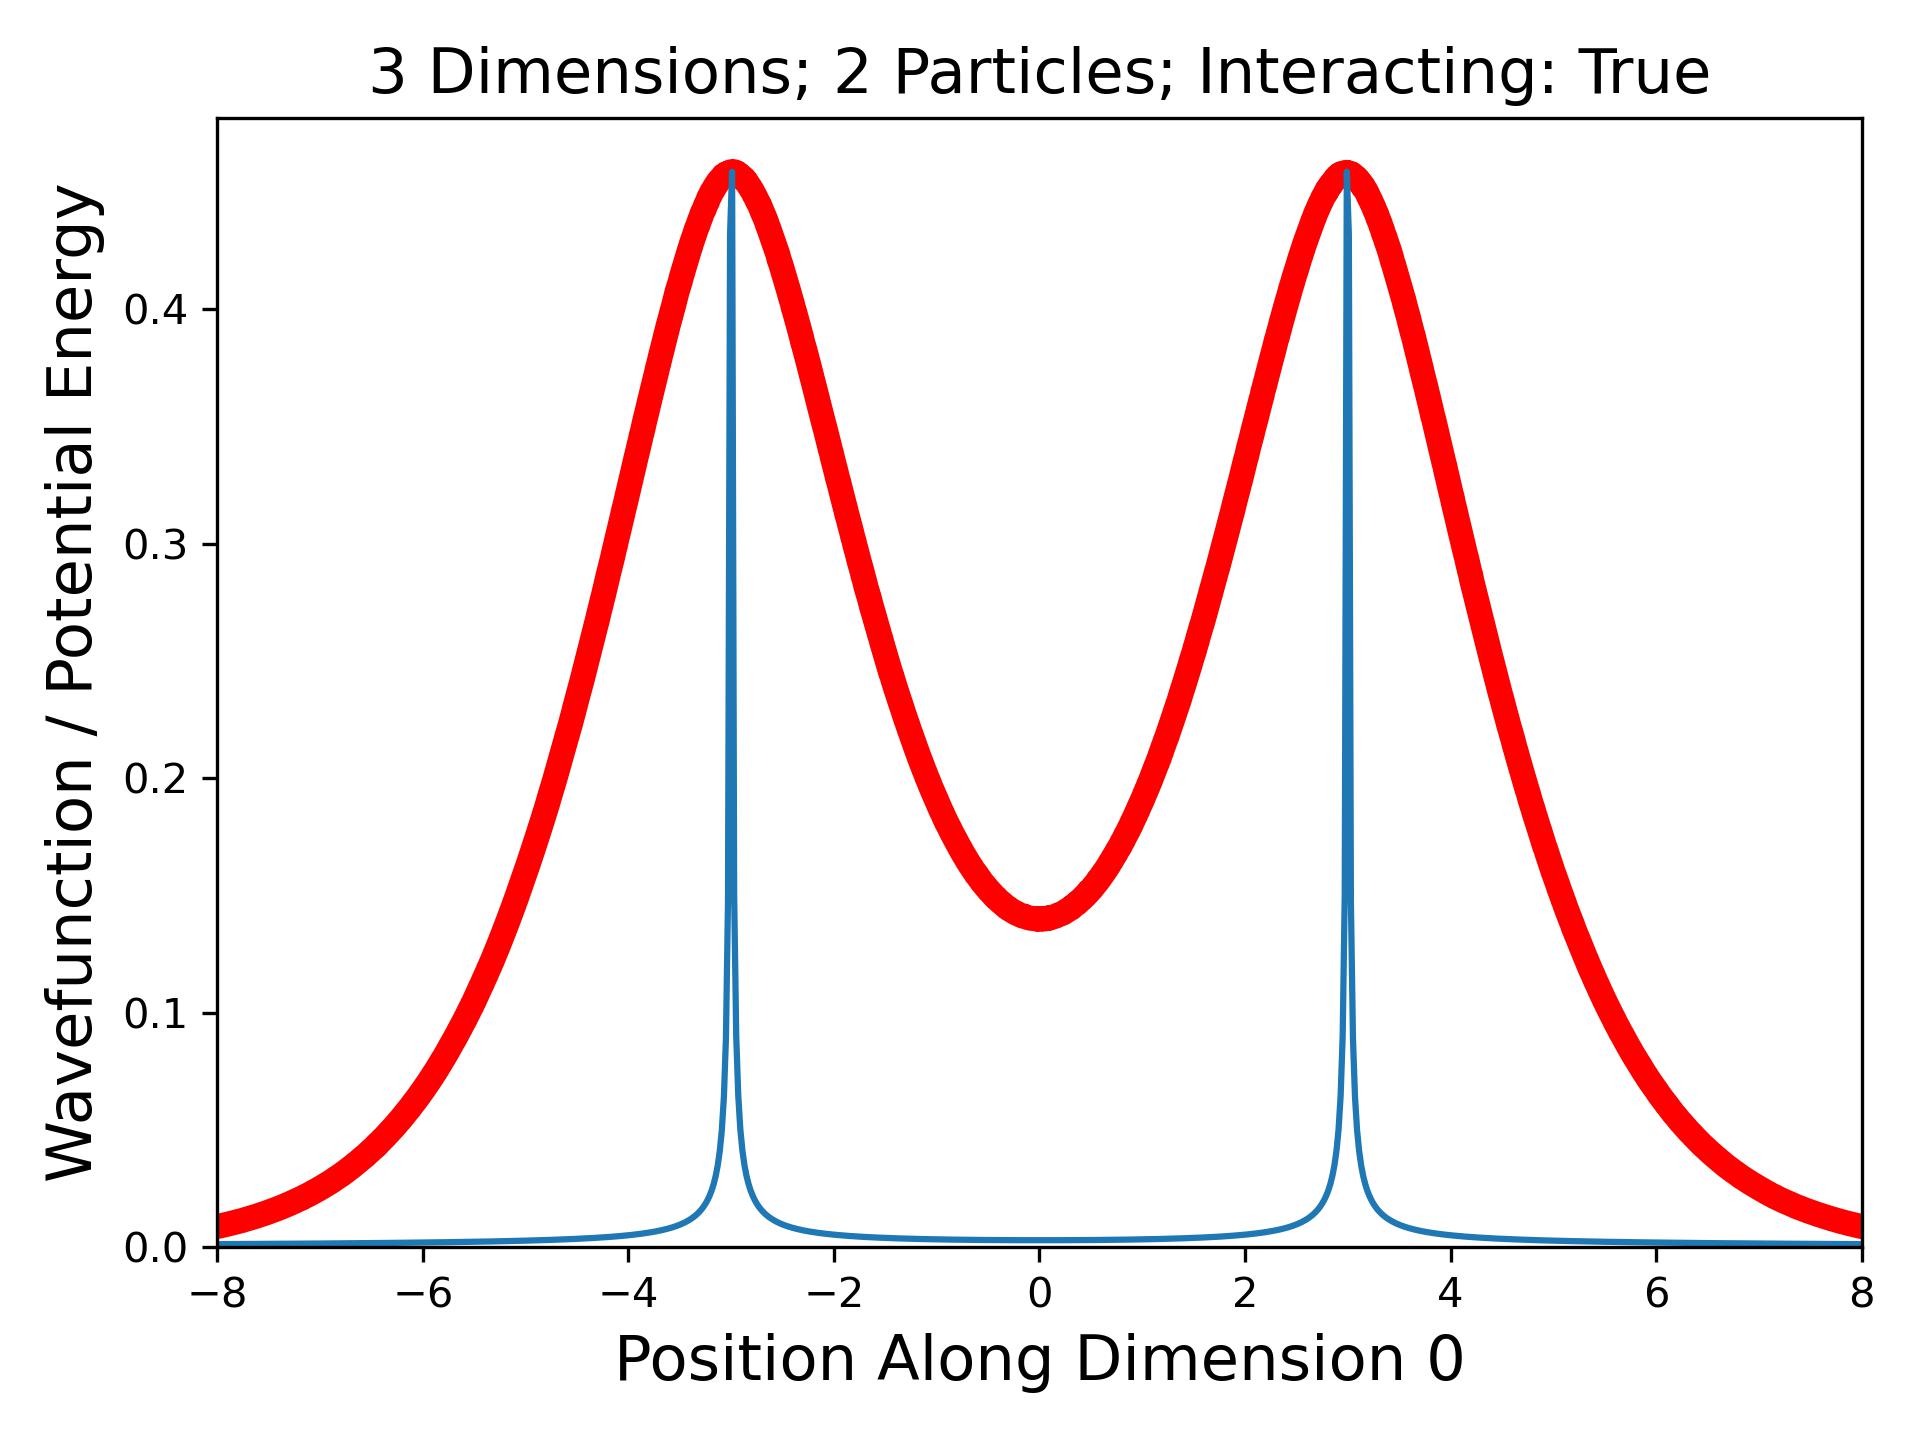 3 Dimensions; 2 Particles; Interacting: True
Wavefunction / Potential Energy
0.4
0.3
0.2
0.1
0.0
−8 −6 −4 −2 0 2 4 6 8
Position Along Dimension 0